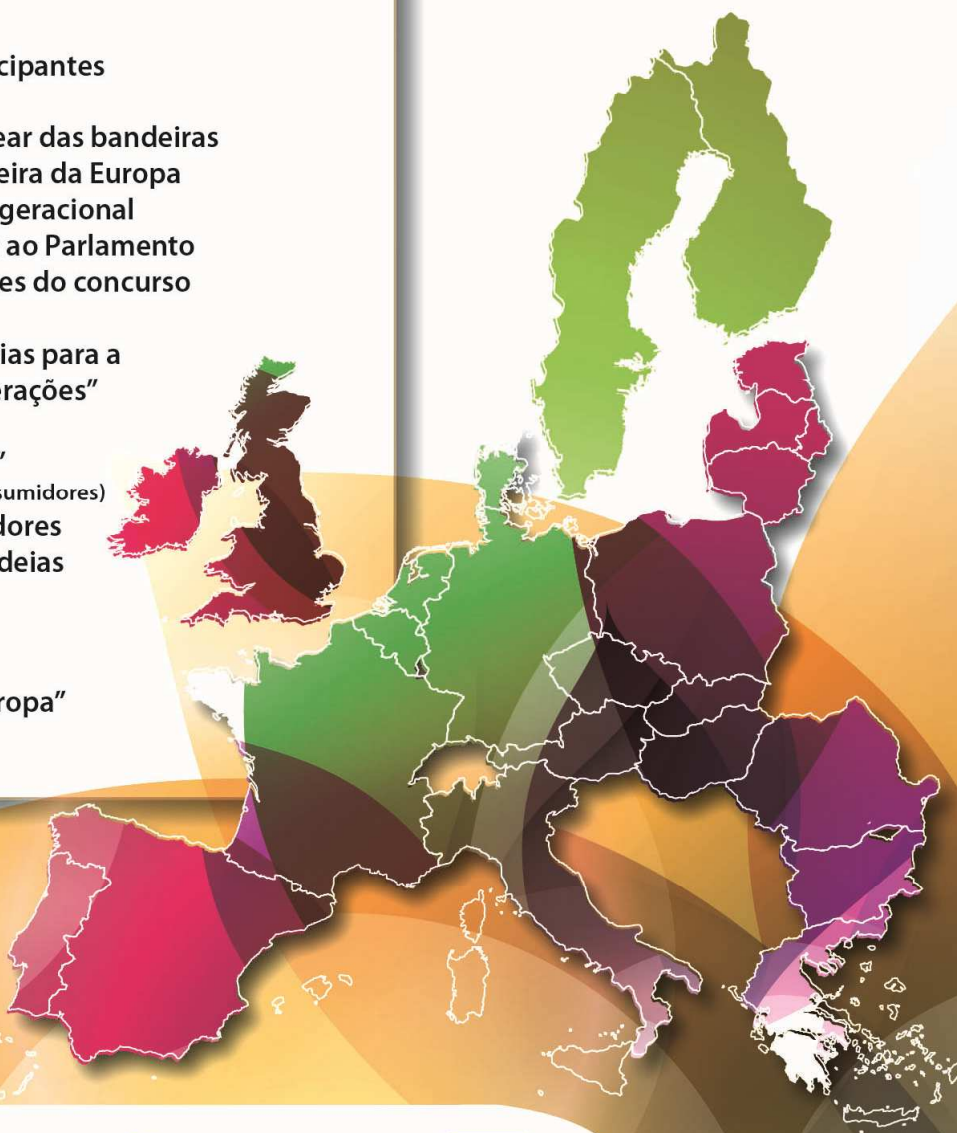 cipantes
ear das bandeiras
eira da Europa
geracional
ao Parlamento
es do concurso
ias para a
erações”
”
sumidores)
dores
deias
ropa”